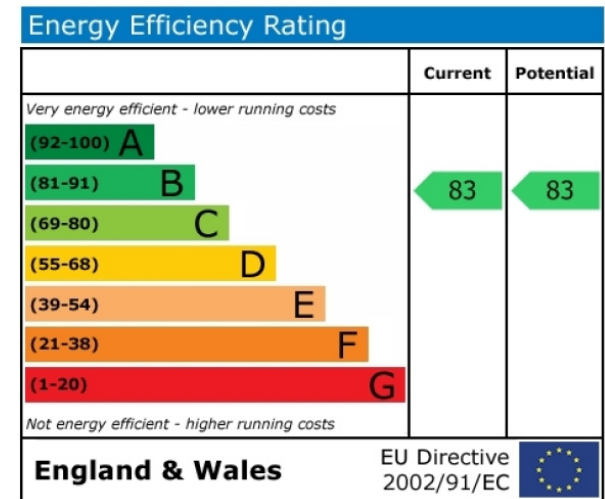 Energy Efficiency Rating
Current Potential
Very energy efficient - lower running costs
(92-100) A
(81-91) B 83 83
(69-80) C
(55-68) D
(39-54) E
(21-38) F
(1-20) G
Not energy efficient - higher running costs
England & Wales
EU Directive
2002/91/EC